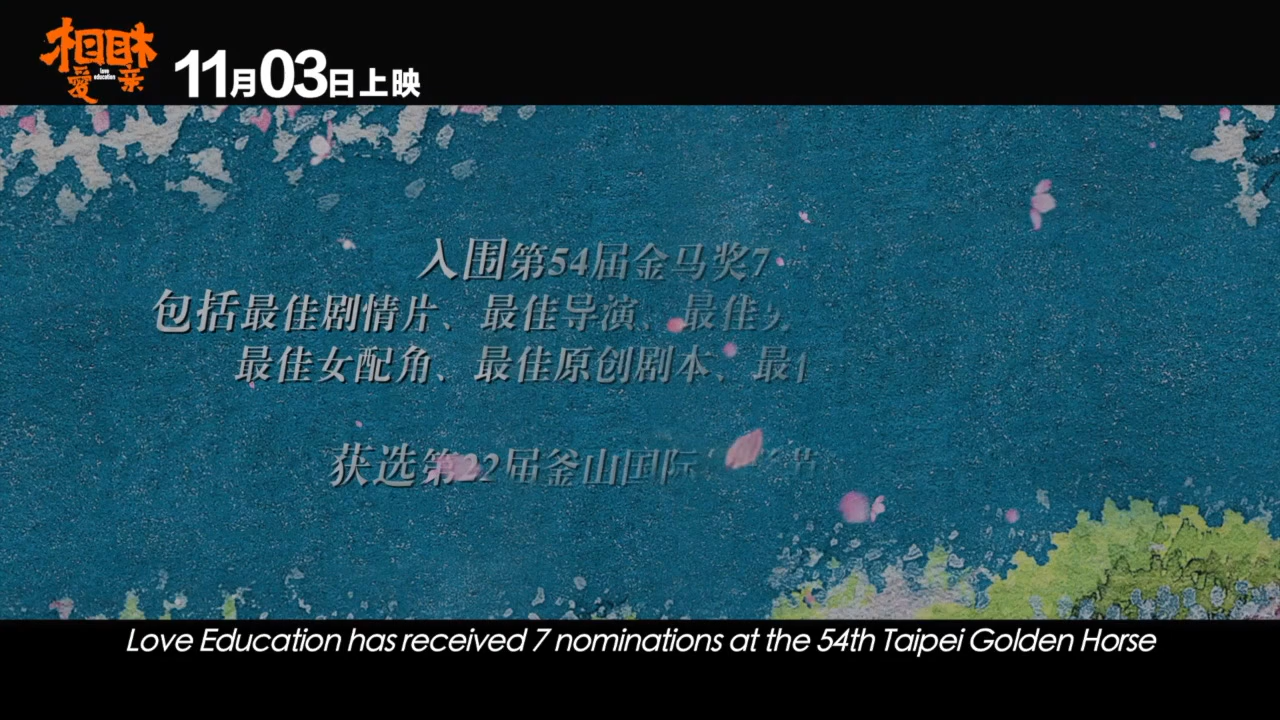 相愛相亲
love education
11月03日上映
入围第54届金马奖7
包括最佳剧情片、最佳导演、最佳
最佳女配角、最佳原创剧本、最
获选第22届釜山国际
Love Education has received 7 nominations at the 54th Taipei Golden Horse